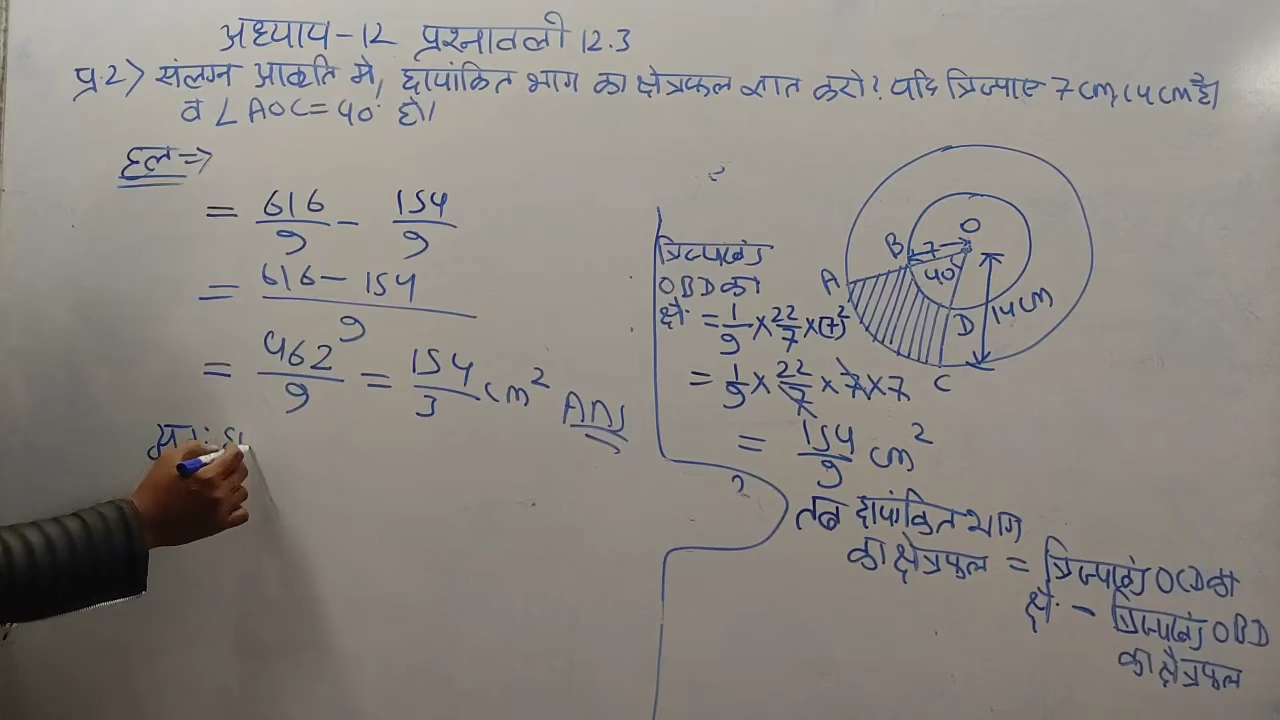 अध्याय-12 प्रश्नावली 12.3
प्र.2> संलग्न आकृति मे, छायांकित भाग का क्षेत्रफल ज्ञात करो? यदि त्रिज्याए 7cm,14cm है।
व ∠AOC=40° हो।
हल =>
= 616/9 - 154/9
= 616-154/9
= 462/9 = 154/3 cm² Ans
अतः
त्रिज्यखंड
OBD का
क्षे. = 1/9 × 22/7 × (7)²
= 1/9 × 22/7 × 7 × 7
= 154/9 cm²
तब छायांकित भाग
का क्षेत्रफल = त्रिज्यखंड OCD का
क्षे. - त्रिज्यखंड OBD
का क्षेत्रफल
O
B 7
40°
A
D
14cm
C